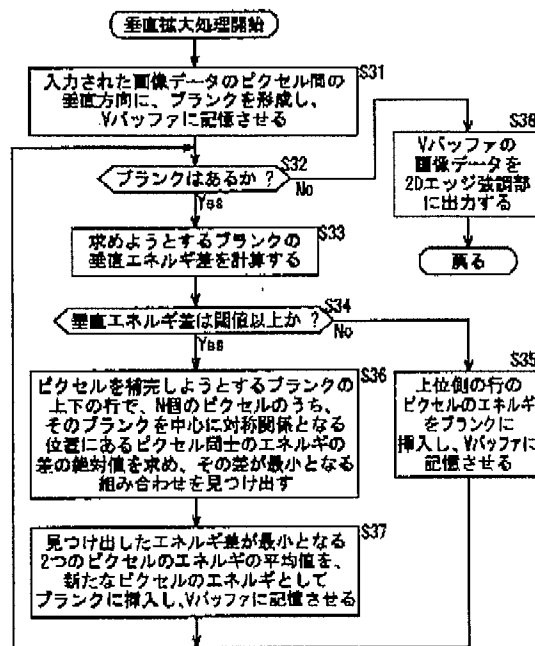 垂直拡大処理開始
S31
入力された画像データのピクセル間の
垂直方向に、ブランクを形成し、
Vバッファに記憶させる
S32
ブランクはあるか ?
No
Yes
S38
Vバッファの
画像データを
2Dエッジ強調部
に出力する
戻る
S33
求めようとするブランクの
垂直エネルギ差を計算する
S34
垂直エネルギ差は閾値以上か ?
No
Yes
S35
上位側の行の
ピクセルのエネルギ
をブランクに
挿入し、Vバッファに
記憶させる
S36
ピクセルを補完しようとするブランクの
上下の行で、N個のピクセルのうち、
そのブランクを中心に対称関係となる
位置にあるピクセル同士のエネルギの
差の絶対値を求め、その差が最小となる
組み合わせを見つけ出す
S37
見つけ出したエネルギ差が最小となる
2つのピクセルのエネルギの平均値を、
新たなピクセルのエネルギとして
ブランクに挿入し、Vバッファに記憶させる